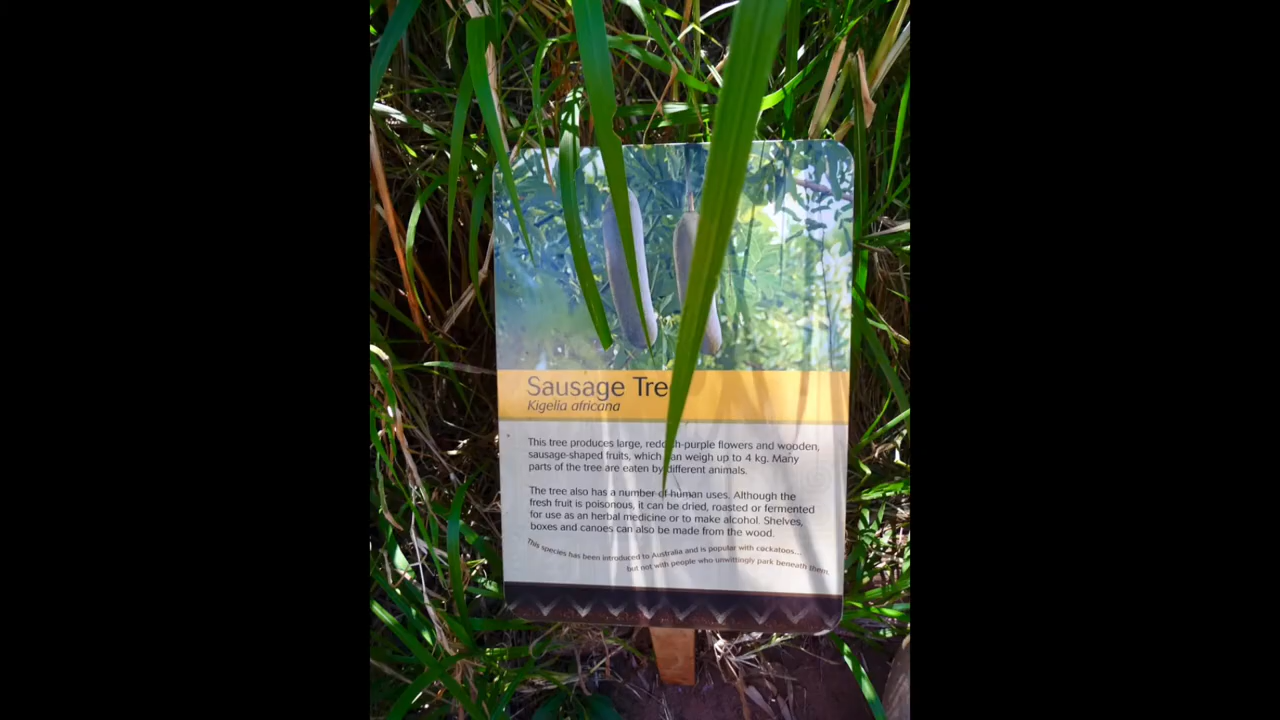 Sausage Tre
Kigelia africana
This tree produces large, reddish-purple flowers and wooden,
sausage-shaped fruits, which can weigh up to 4 kg. Many
parts of the tree are eaten by different animals.
The tree also has a number of human uses. Although the
fresh fruit is poisonous, it can be dried, roasted or fermented
for use as an herbal medicine or to make alcohol. Shelves,
boxes and canoes can also be made from the wood.
This species has been introduced to Australia and is popular with cockatoos...
but not with people who unwittingly park beneath them.